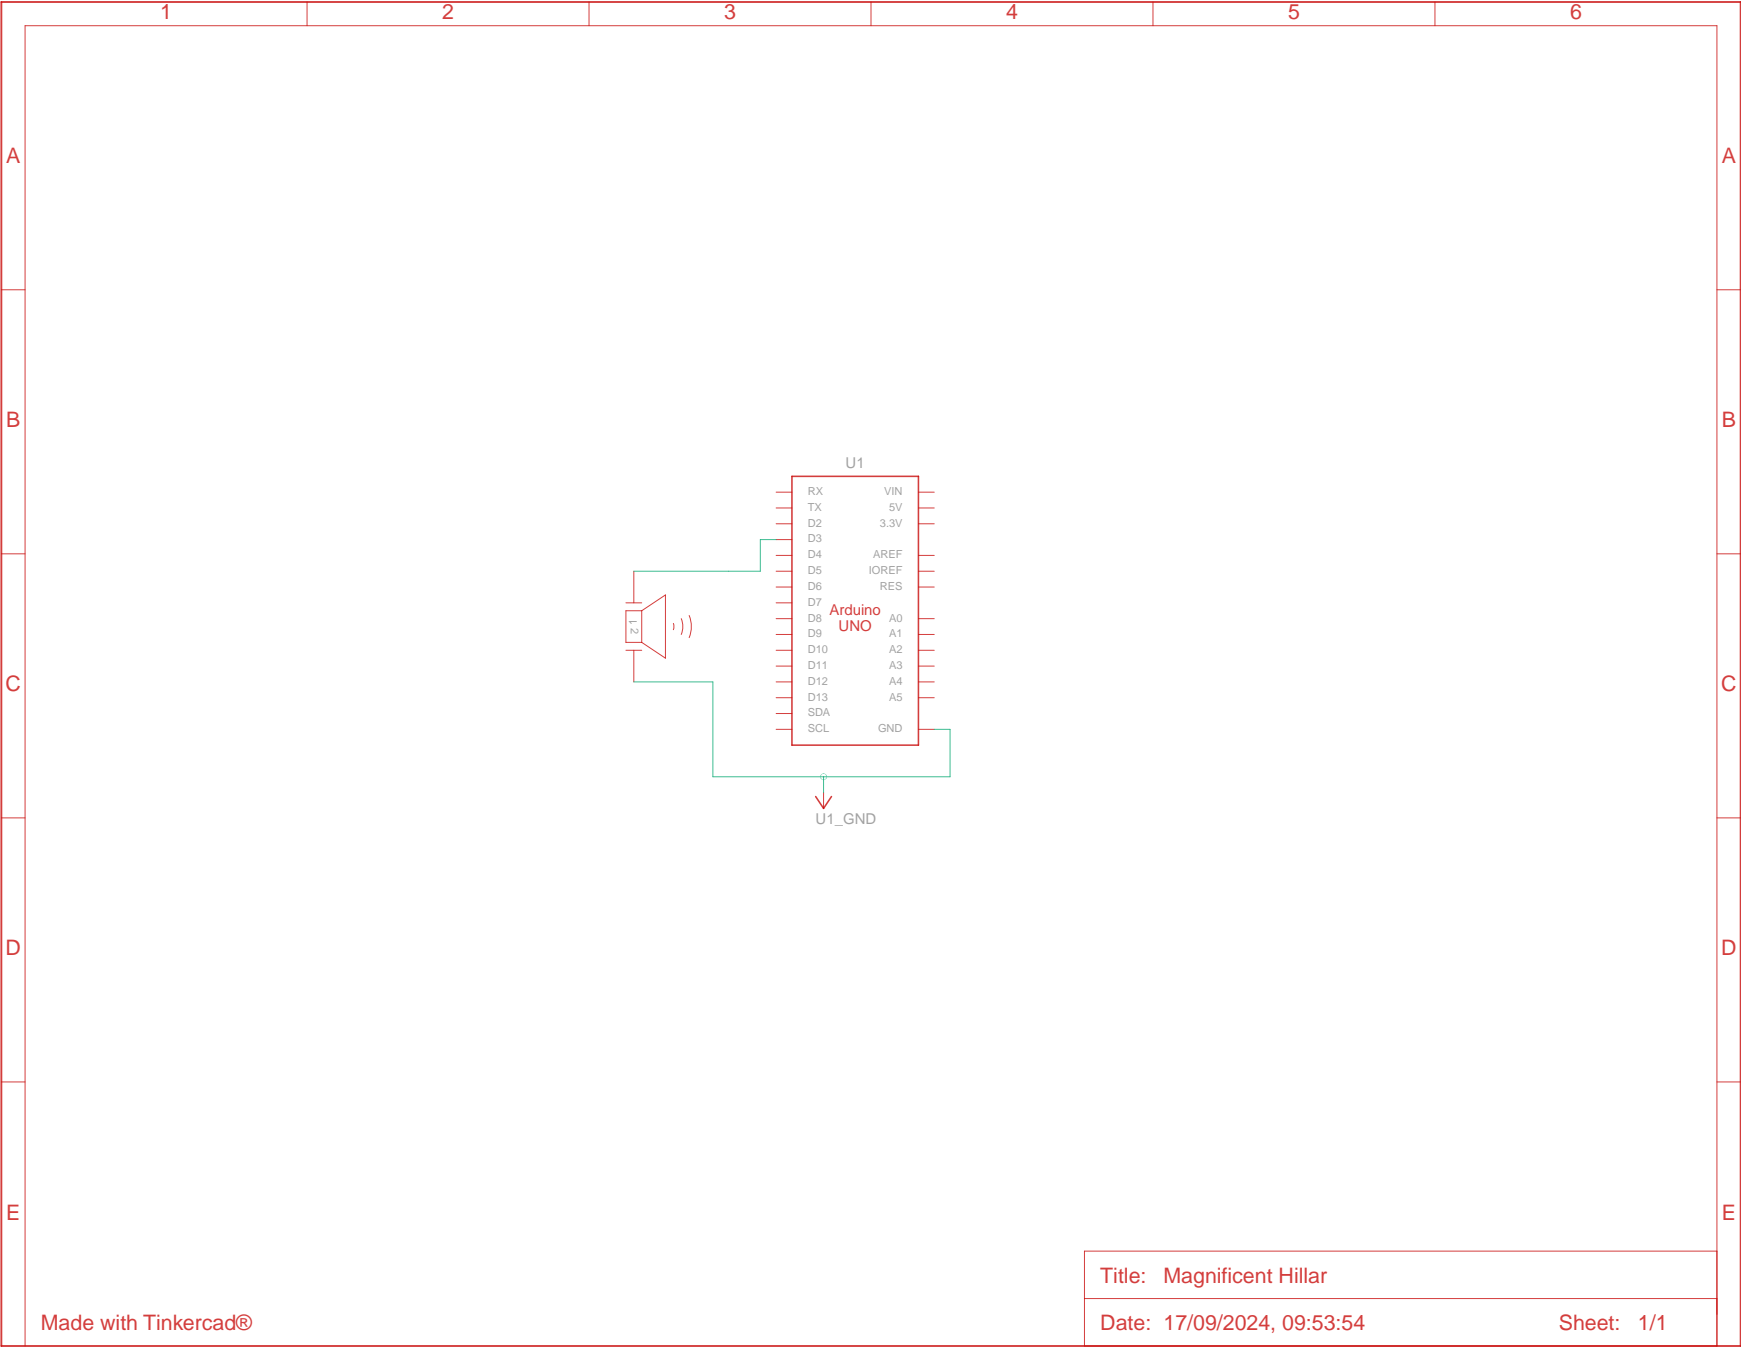 1 2 3 4 5 6
A A
B B
U1
RX VIN
TX 5V
D2 3.3V
D3
D4 AREF
D5 IOREF
D6 RES
D7
Arduino
UNO
D8 A0
D9 A1
D10 A2
D11 A3
D12 A4
D13 A5
SDA
SCL GND
1 2
C C
U1_GND
D D
E E
Title: Magnificent Hillar
Made with Tinkercad®
Date: 17/09/2024, 09:53:54 Sheet: 1/1